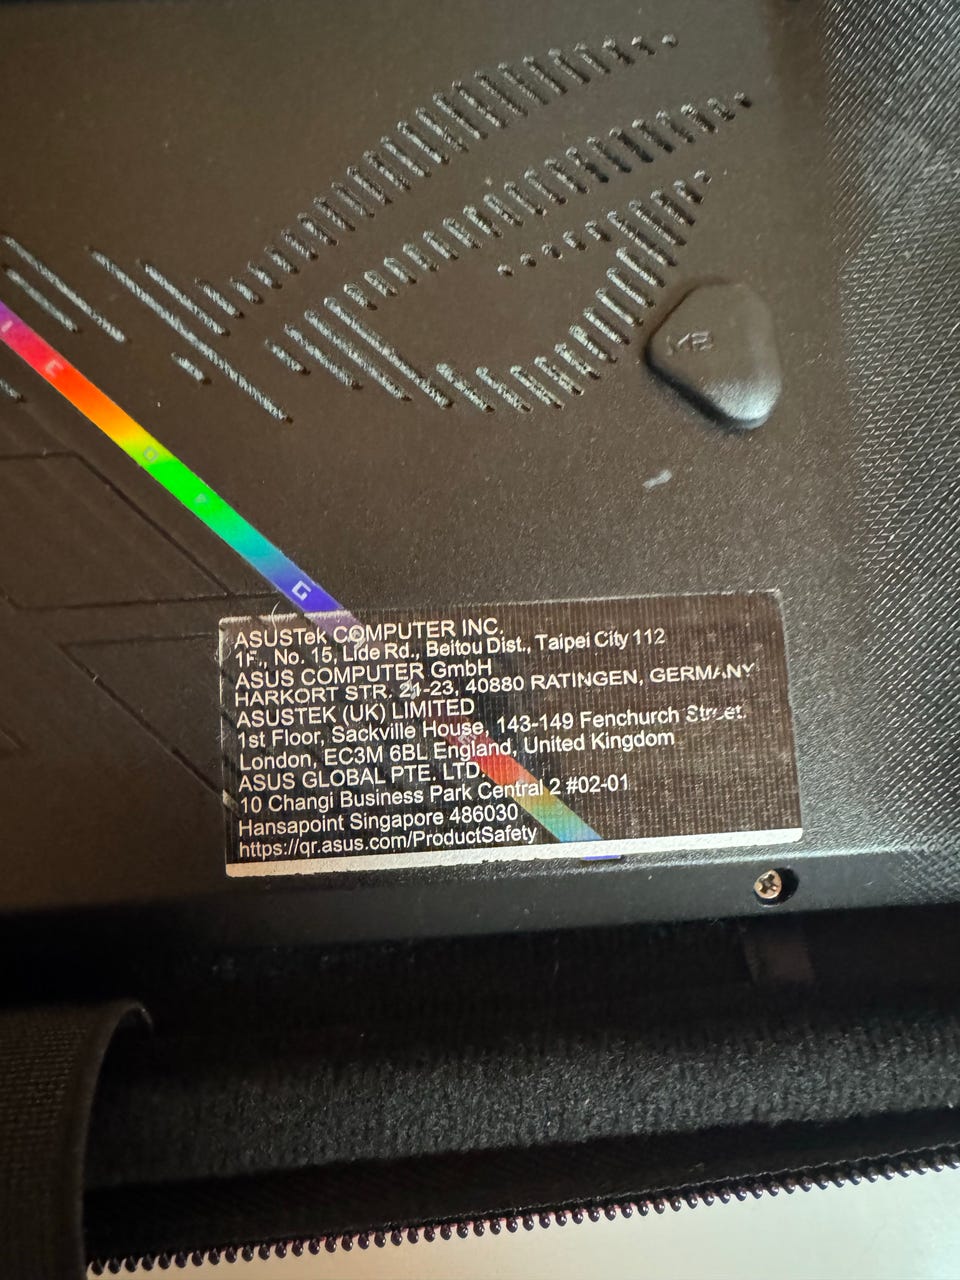 M2
G
ASUSTek COMPUTER INC.
1F., No. 15, Lide Rd., Beitou Dist., Taipei City 112
ASUS COMPUTER GmbH
HARKORT STR. 21-23, 40880 RATINGEN, GERMANY
ASUSTEK (UK) LIMITED
1st Floor, Sackville House, 143-149 Fenchurch Street.
London, EC3M 6BL England, United Kingdom
ASUS GLOBAL PTE. LTD.
10 Changi Business Park Central 2 #02-01
Hansapoint Singapore 486030
https://qr.asus.com/ProductSafety